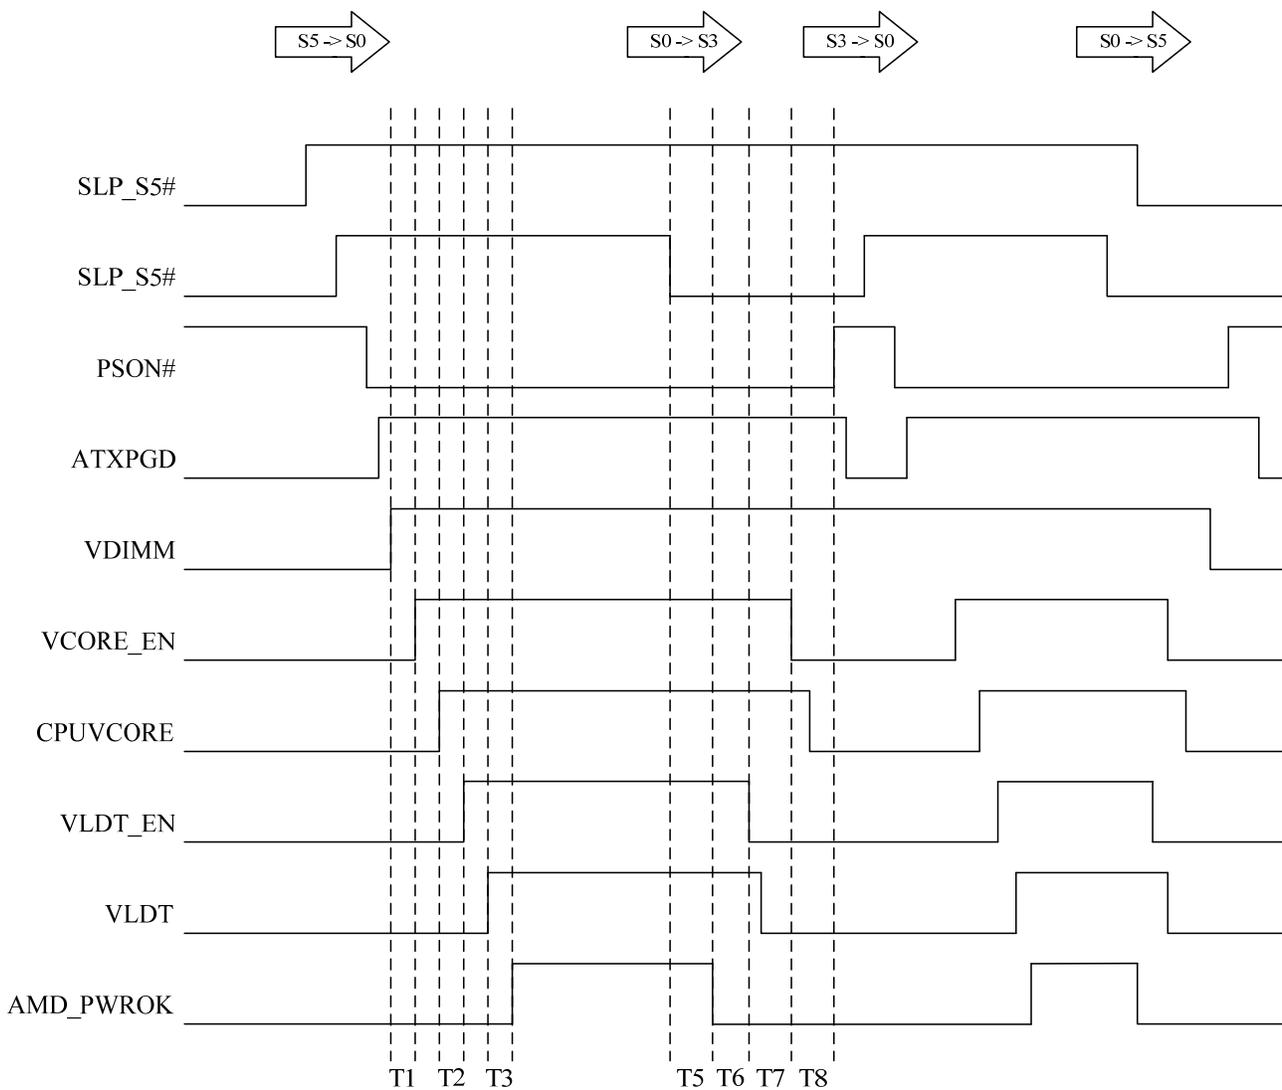 S5 -> S0 S0 -> S3 S3 -> S0 S0 -> S5
SLP_S5#
SLP_S5#
PSON#
ATXPGD
VDIMM
VCORE_EN
CPUVCORE
VLDT_EN
VLDT
AMD_PWROK
T1 T2 T3 T5 T6 T7 T8